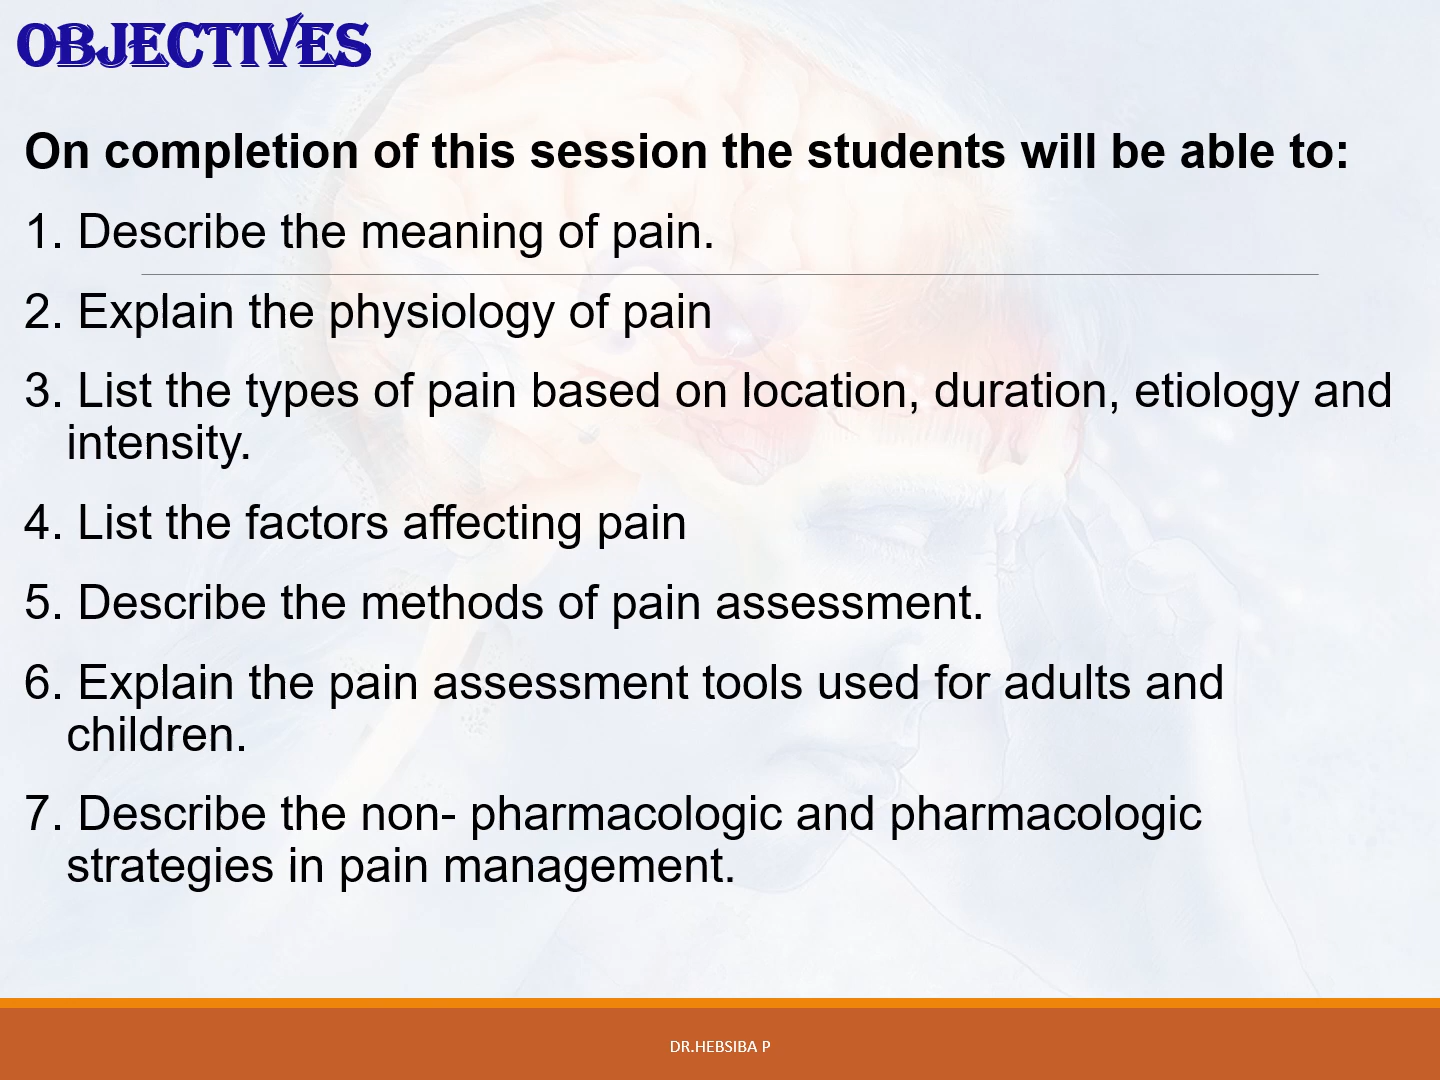 OBJECTIVES
On completion of this session the students will be able to:
1. Describe the meaning of pain.
2. Explain the physiology of pain
3. List the types of pain based on location, duration, etiology and
intensity.
4. List the factors affecting pain
5. Describe the methods of pain assessment.
6. Explain the pain assessment tools used for adults and
children.
7. Describe the non- pharmacologic and pharmacologic
strategies in pain management.
DR.HEBSIBA P